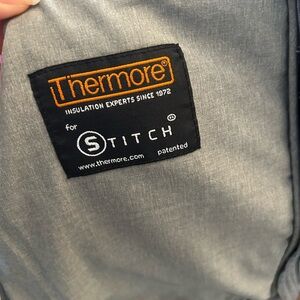 Thermore®
INSULATION EXPERTS SINCE 1972
for
STITCH®
www.thermore.com patented